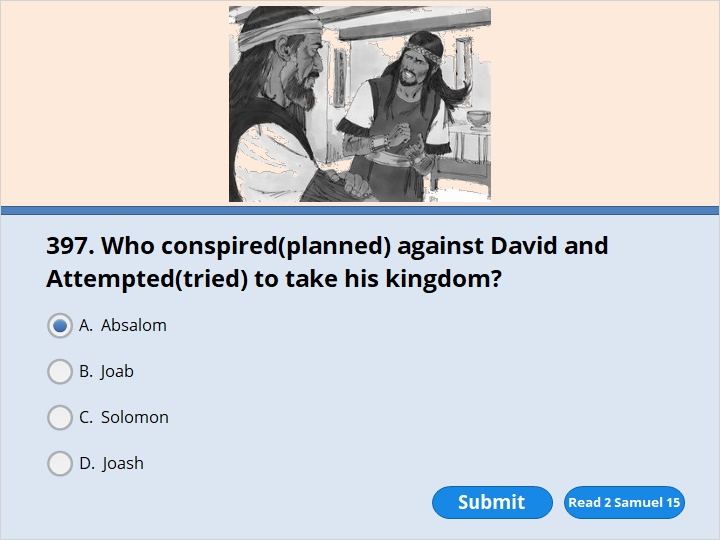 397. Who conspired(planned) against David and
Attempted(tried) to take his kingdom?
A. Absalom
B. Joab
C. Solomon
D. Joash
Submit
Read 2 Samuel 15